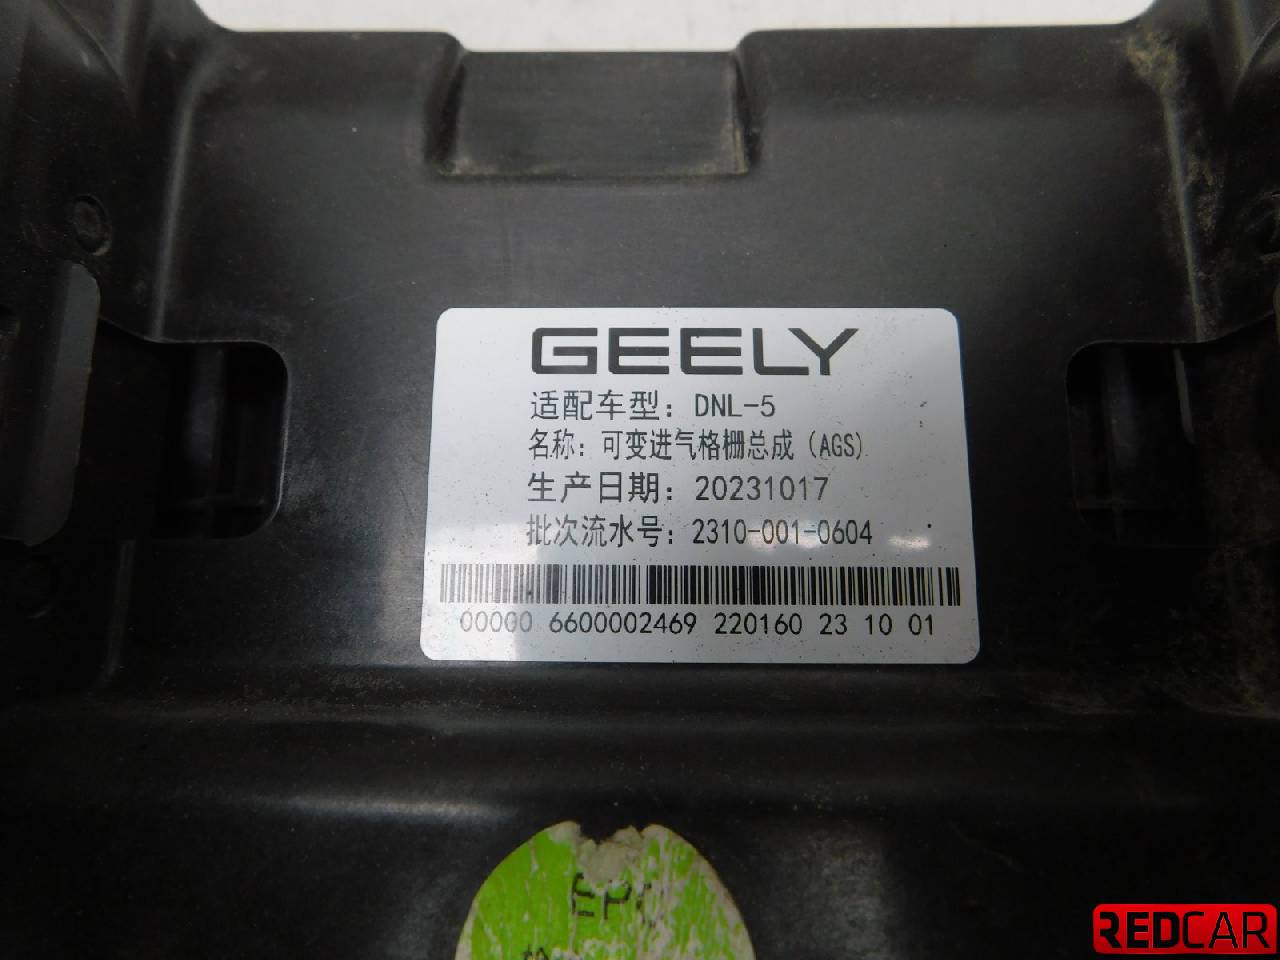 GEELY
适配车型: DNL-5
名称: 可变进气格栅总成 (AGS)
生产日期: 20231017
批次流水号: 2310-001-0604
00000 6600002469 220160 23 10 01
REDCAR